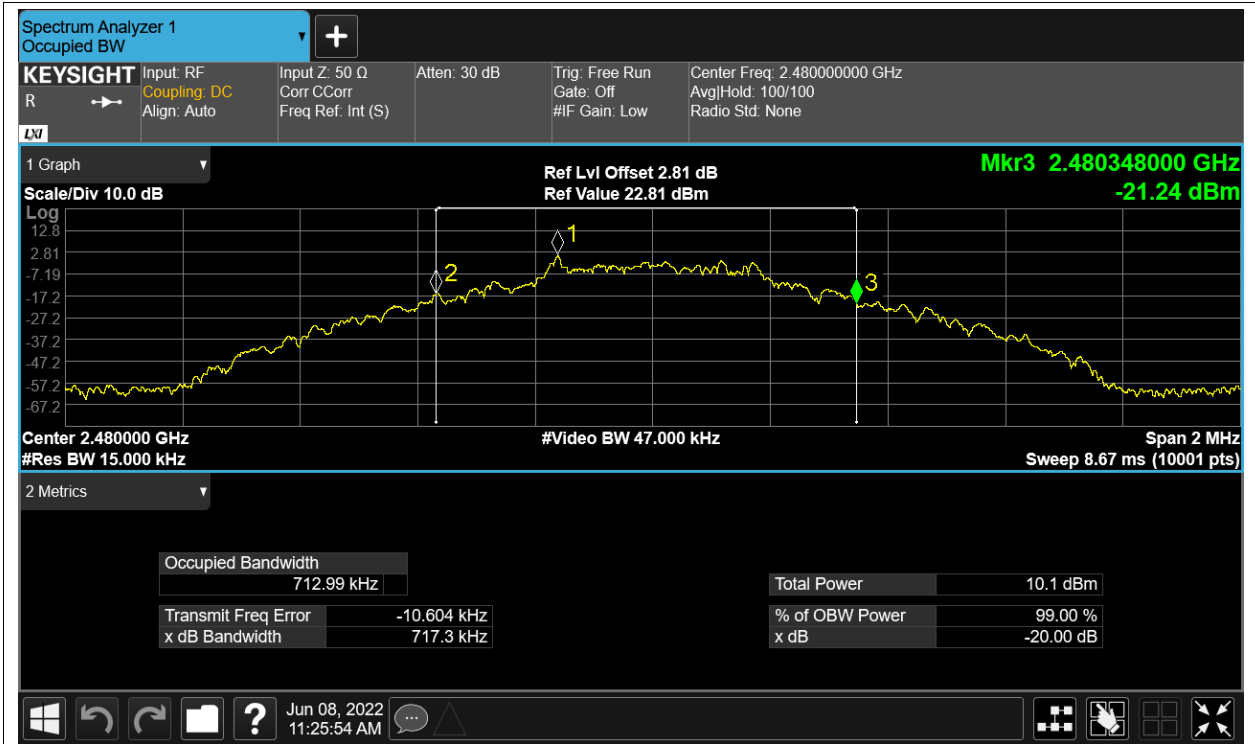 Spectrum Analyzer 1
Occupied BW
KEYSIGHT
R
LXI
Input: RF
Coupling: DC
Align: Auto
Input Z: 50 Ω
Corr CCorr
Freq Ref: Int (S)
Atten: 30 dB
Trig: Free Run
Gate: Off
#IF Gain: Low
Center Freq: 2.480000000 GHz
Avg|Hold: 100/100
Radio Std: None
1 Graph
Scale/Div 10.0 dB
Ref Lvl Offset 2.81 dB
Ref Value 22.81 dBm
Mkr3 2.480348000 GHz
-21.24 dBm
Log
12.8
2.81
-7.19
-17.2
-27.2
-37.2
-47.2
-57.2
-67.2
1
2
3
Center 2.480000 GHz
#Video BW 47.000 kHz
Span 2 MHz
#Res BW 15.000 kHz
Sweep 8.67 ms (10001 pts)
2 Metrics
Occupied Bandwidth
712.99 kHz
Total Power 10.1 dBm
Transmit Freq Error -10.604 kHz
% of OBW Power 99.00 %
x dB Bandwidth 717.3 kHz
x dB -20.00 dB
?
Jun 08, 2022
11:25:54 AM